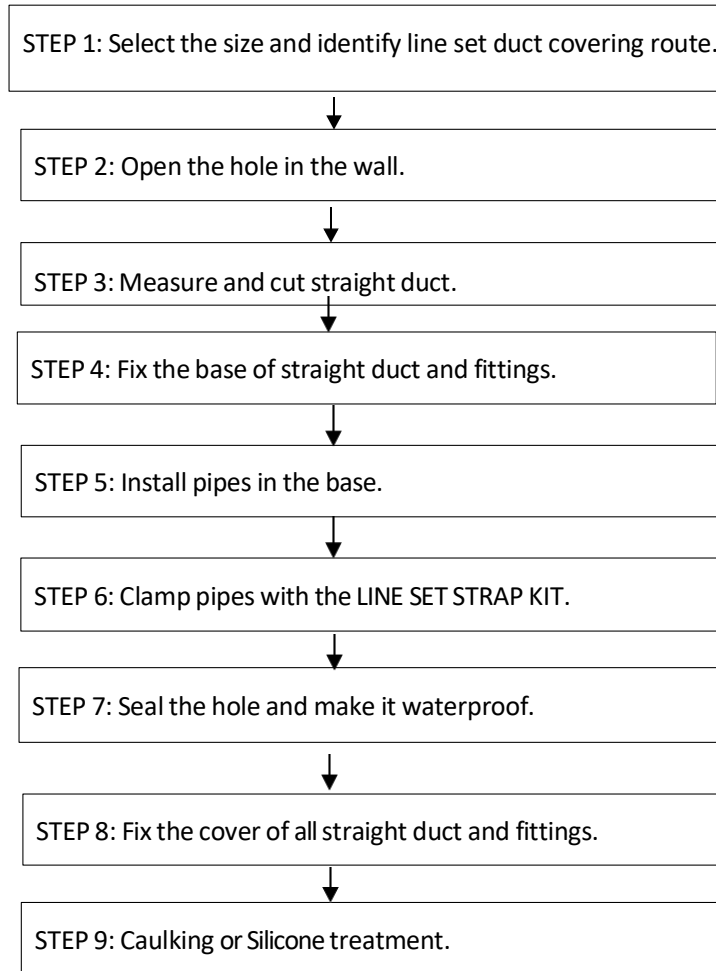 STEP 1: Select the size and identify line set duct covering route.
STEP 2: Open the hole in the wall.
STEP 3: Measure and cut straight duct.
STEP 4: Fix the base of straight duct and fittings.
STEP 5: Install pipes in the base.
STEP 6: Clamp pipes with the LINE SET STRAP KIT.
STEP 7: Seal the hole and make it waterproof.
STEP 8: Fix the cover of all straight duct and fittings.
STEP 9: Caulking or Silicone treatment.